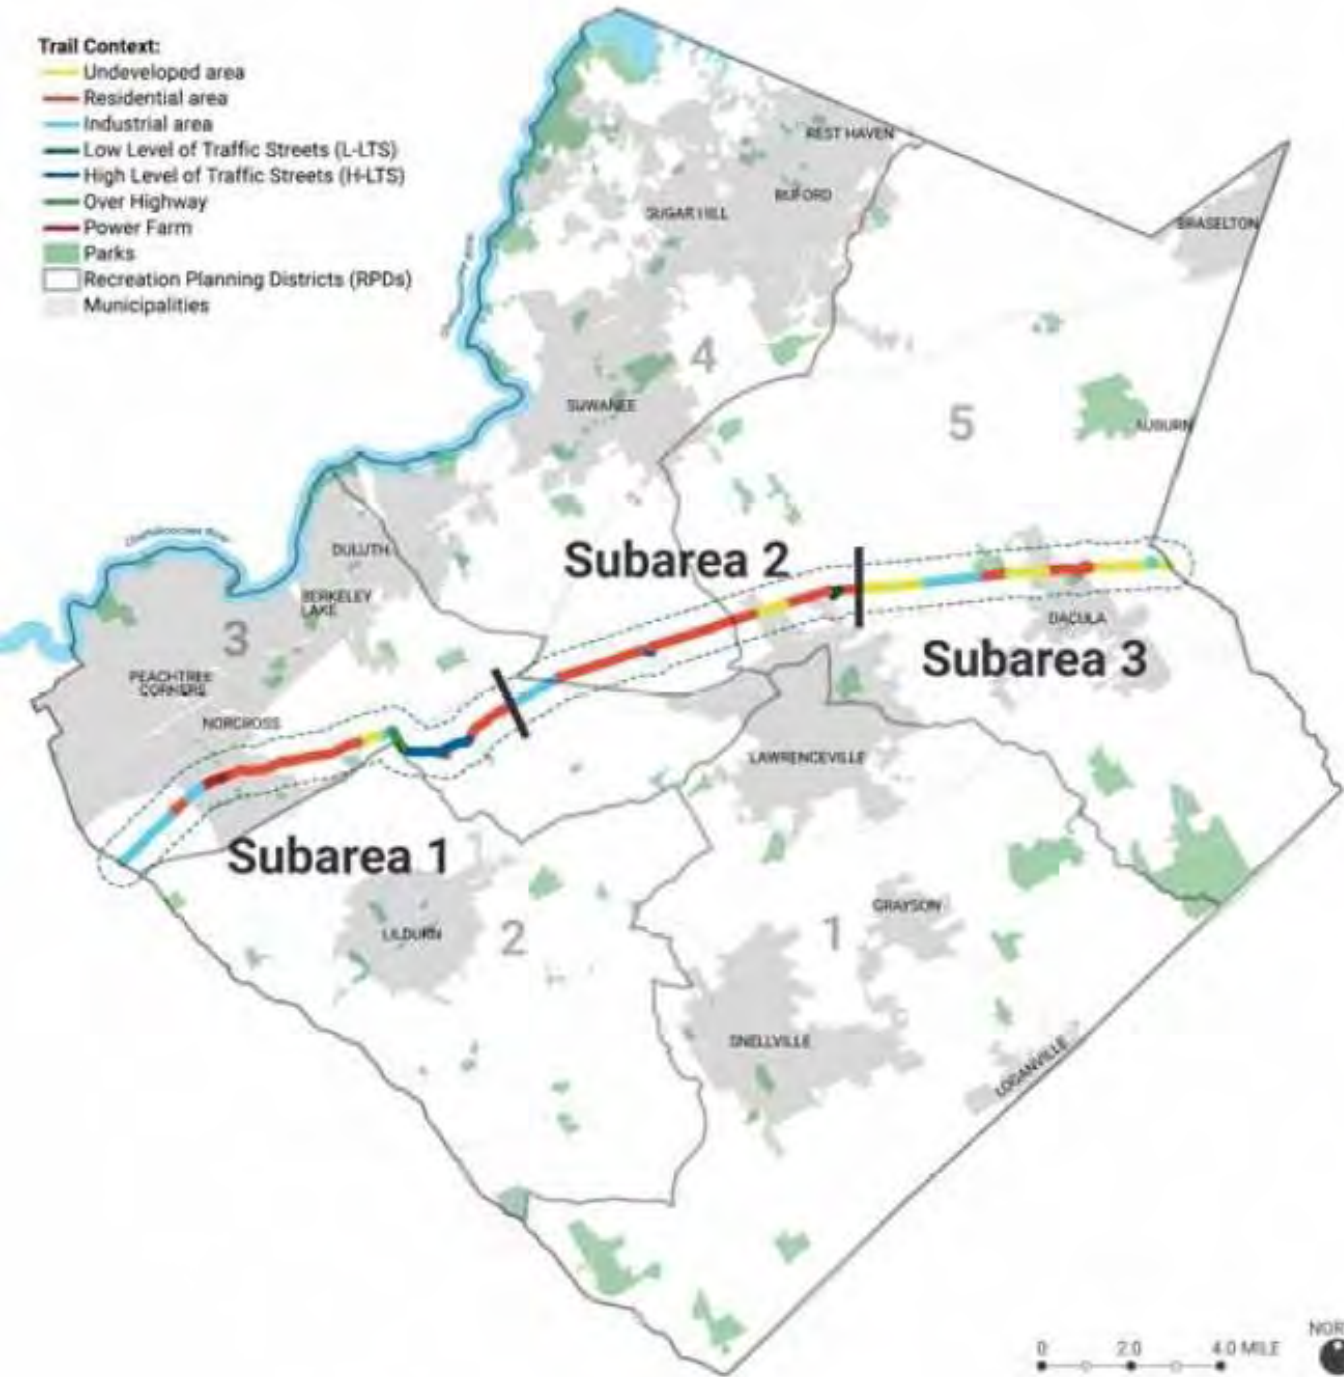 Trail Context:
Undeveloped area
Residential area
Industrial area
Low Level of Traffic Streets (L-LTS)
High Level of Traffic Streets (H-LTS)
Over Highway
Power Farm
Parks
Recreation Planning Districts (RPDs)
Municipalities
REST HAVEN
BUFORD
SUGAR HILL
BRASELTON
4
SUWANEE
5
AUBURN
DULUTH
Subarea 2
BERKELEY
LAKE
3
DACULA
Subarea 3
PEACHTREE
CORNERS
NORCROSS
LAWRENCEVILLE
Subarea 1
GRAYSON
LILBURN
2
1
SNELLVILLE
LOGANVILLE
NOR
0 2.0 4.0 MILE